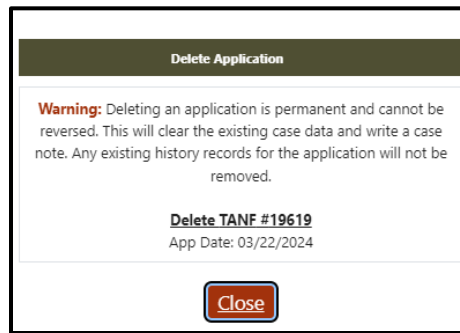 Delete Application
Warning: Deleting an application is permanent and cannot be
reversed. This will clear the existing case data and write a case
note. Any existing history records for the application will not be
removed.
Delete TANF #19619
App Date: 03/22/2024
Close